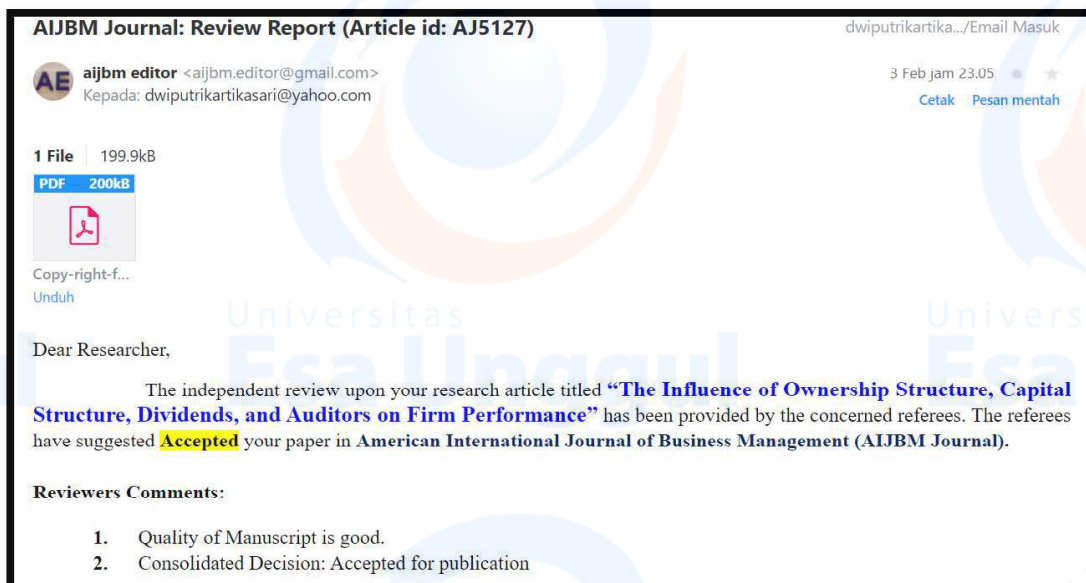 AIJBM Journal: Review Report (Article id: AJ5127)
dwiputrikartika.../Email Masuk
AE
aijbm editor <aijbm.editor@gmail.com>
3 Feb jam 23.05
Kepada: dwiputrikartikasari@yahoo.com
Cetak Pesan mentah
1 File 199.9kB
PDF 200kB
Copy-right-f...
Unduh
Universitas
Esa Unggul
Univers
Esa
Dear Researcher,
The independent review upon your research article titled “The Influence of Ownership Structure, Capital
Structure, Dividends, and Auditors on Firm Performance” has been provided by the concerned referees. The referees
have suggested Accepted your paper in American International Journal of Business Management (AIJBM Journal).
Reviewers Comments:
1. Quality of Manuscript is good.
2. Consolidated Decision: Accepted for publication